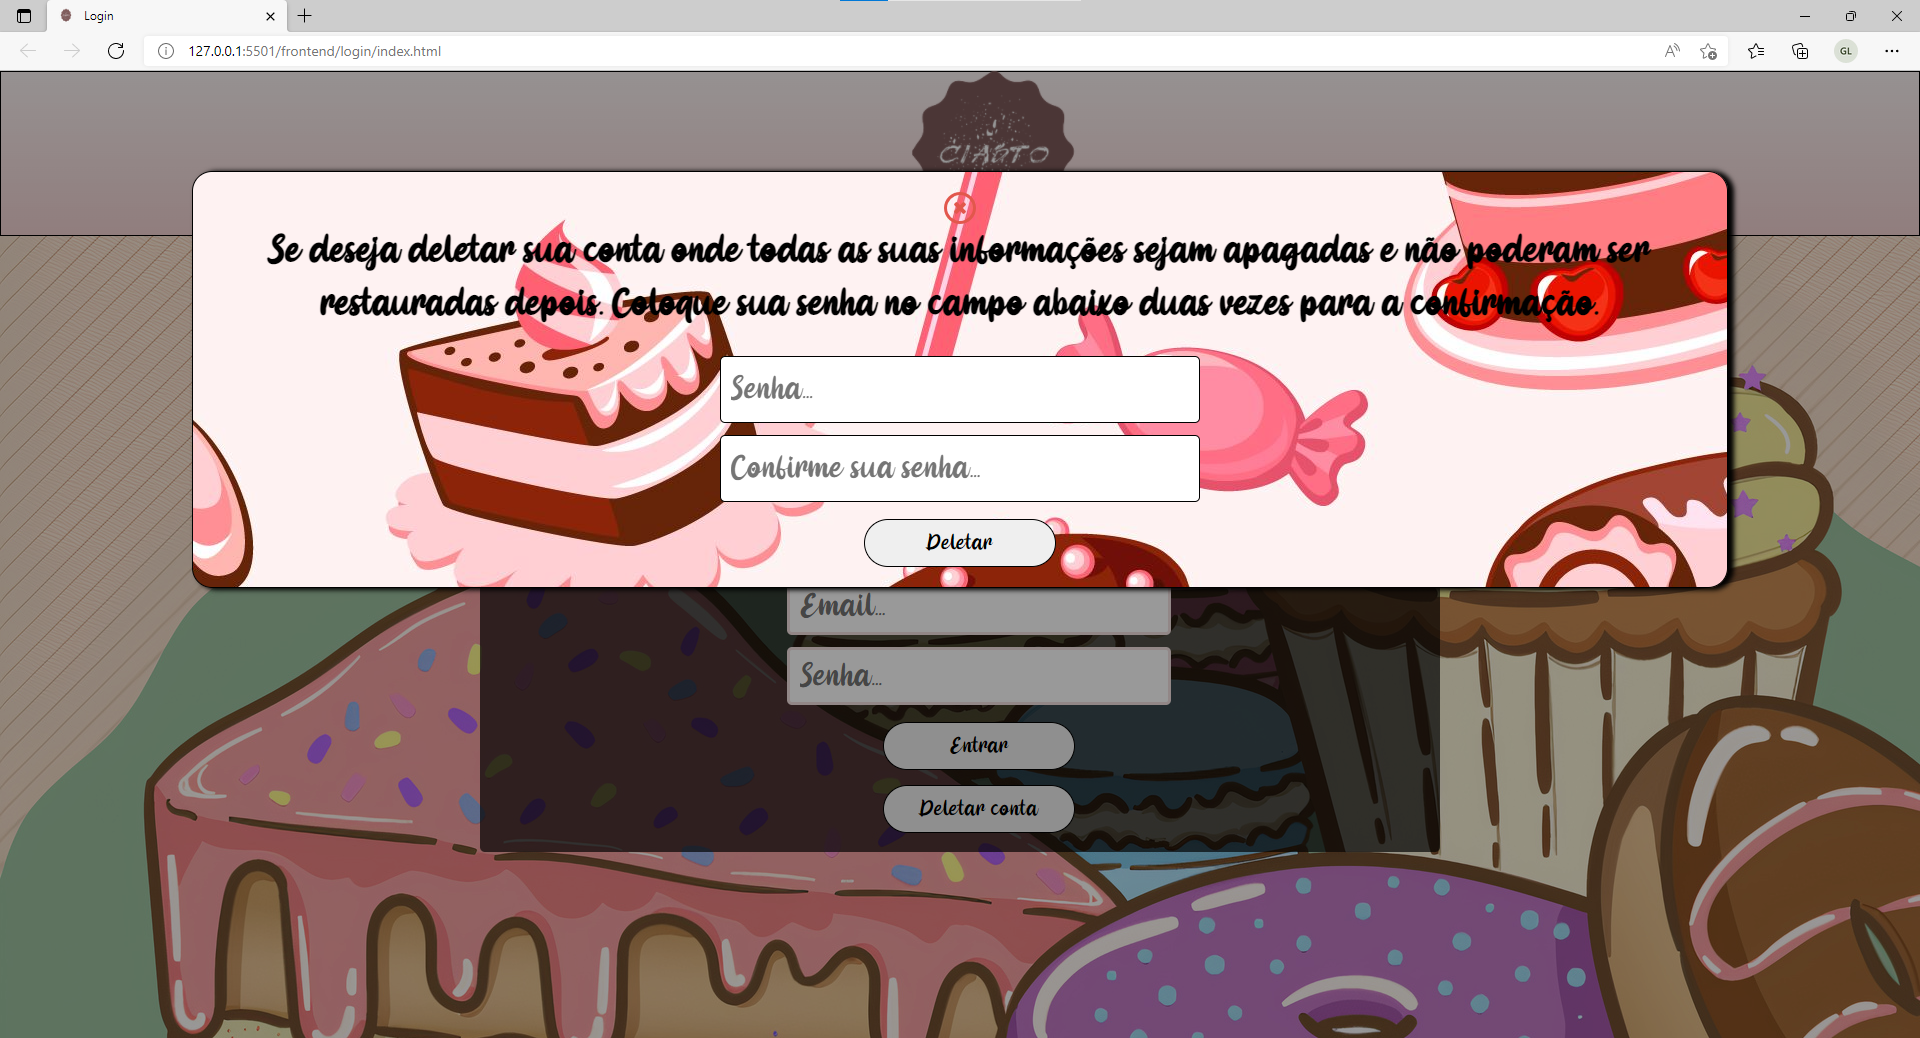 Login
127.0.0.1:5501/frontend/login/index.html
GL
Se deseja deletar sua conta onde todas as suas informações sejam apagadas e não poderam ser
restauradas depois. Coloque sua senha no campo abaixo duas vezes para a confirmação.
Senha...
Confirme sua senha...
Deletar
Email...
Senha...
Entrar
Deletar conta